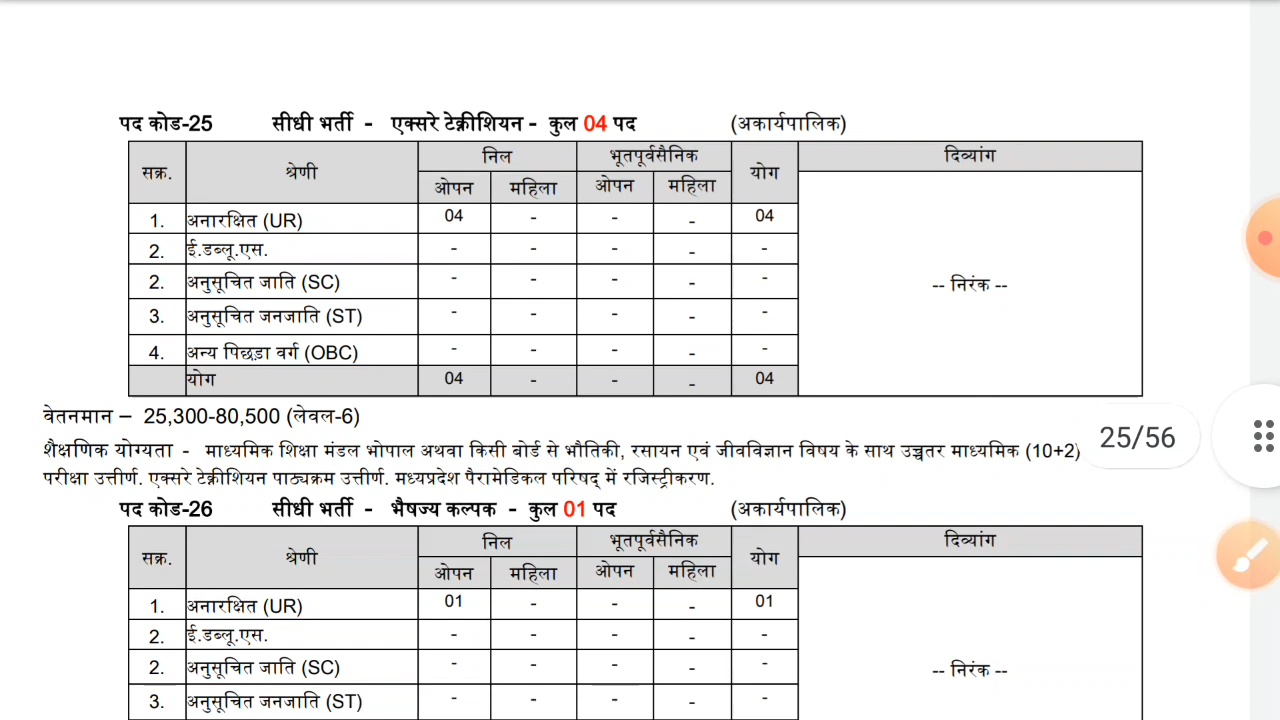 पद कोड-25 सीधी भर्ती - एक्सरे टेक्नीशियन - कुल 04 पद (अकार्यपालिक)
सक्र. श्रेणी निल भूतपूर्वसैनिक योग दिव्यांग
ओपन महिला ओपन महिला
1. अनारक्षित (UR) 04 - - - 04
2. ई.डब्लू.एस. - - - - -
2. अनुसूचित जाति (SC) - - - - -
-- निरंक --
3. अनुसूचित जनजाति (ST) - - - - -
4. अन्य पिछड़ा वर्ग (OBC) - - - - -
योग 04 - - - 04
वेतनमान – 25,300-80,500 (लेवल-6)
शैक्षणिक योग्यता - माध्यमिक शिक्षा मंडल भोपाल अथवा किसी बोर्ड से भौतिकी, रसायन एवं जीवविज्ञान विषय के साथ उच्चतर माध्यमिक (10+2)
25/56
परीक्षा उत्तीर्ण. एक्सरे टेक्नीशियन पाठ्यक्रम उत्तीर्ण. मध्यप्रदेश पैरामेडिकल परिषद् में रजिस्ट्रीकरण.
पद कोड-26 सीधी भर्ती - भैषज्य कल्पक - कुल 01 पद (अकार्यपालिक)
सक्र. श्रेणी निल भूतपूर्वसैनिक योग दिव्यांग
ओपन महिला ओपन महिला
1. अनारक्षित (UR) 01 - - - 01
2. ई.डब्लू.एस. - - - - -
2. अनुसूचित जाति (SC) - - - - -
-- निरंक --
3. अनुसूचित जनजाति (ST) - - - - -